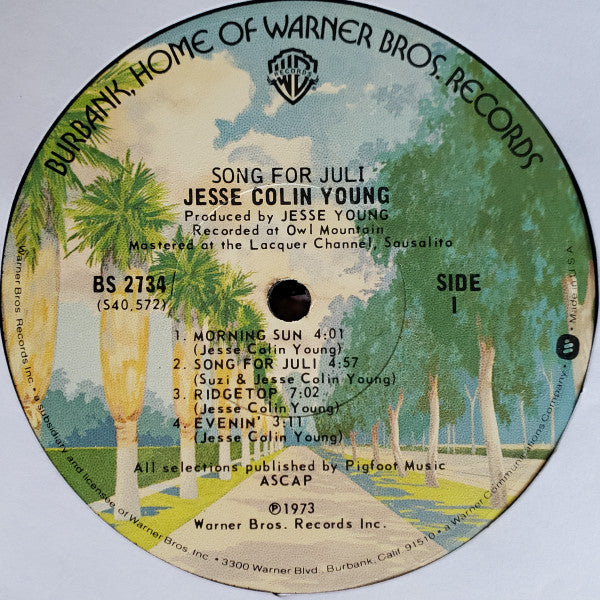 BURBANK, HOME OF WARNER BROS. RECORDS
WB
RECORDS
SONG FOR JULI
JESSE COLIN YOUNG
Produced by JESSE YOUNG
Recorded at Owl Mountain
Mastered at the Lacquer Channel, Sausalito
BS 2734/
(S40,572)
SIDE
1
1. MORNING SUN 4:01
(Jesse Colin Young)
2. SONG FOR JULI 4:57
(Suzi & Jesse Colin Young)
3. RIDGETOP 7:02
(Jesse Colin Young)
4. EVENIN' 3:11
(Jesse Colin Young)
All selections published by Pigfoot Music
ASCAP
℗1973
Warner Bros. Records Inc.
Warner Bros. Records Inc. • a subsidiary and licensee of Warner Bros. Inc. • 3300 Warner Blvd., Burbank, Calif. 91510 • a Warner Communications Company • Made in U.S.A.